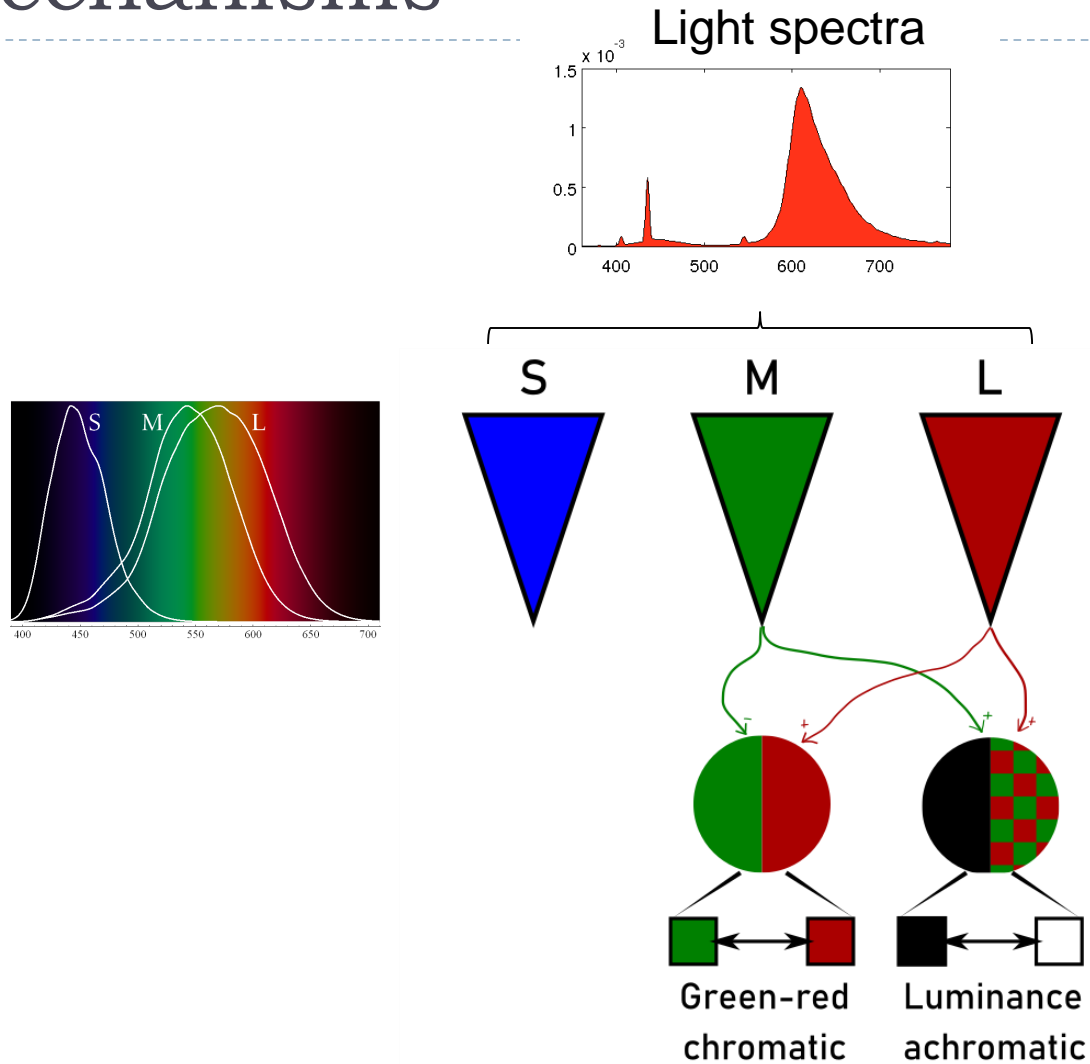 Light spectra
x 10-3
1.5
1
0.5
0
400 500 600 700
S M L
S M L
400 450 500 550 600 650 700
- + + +
Green-red Luminance
chromatic achromatic